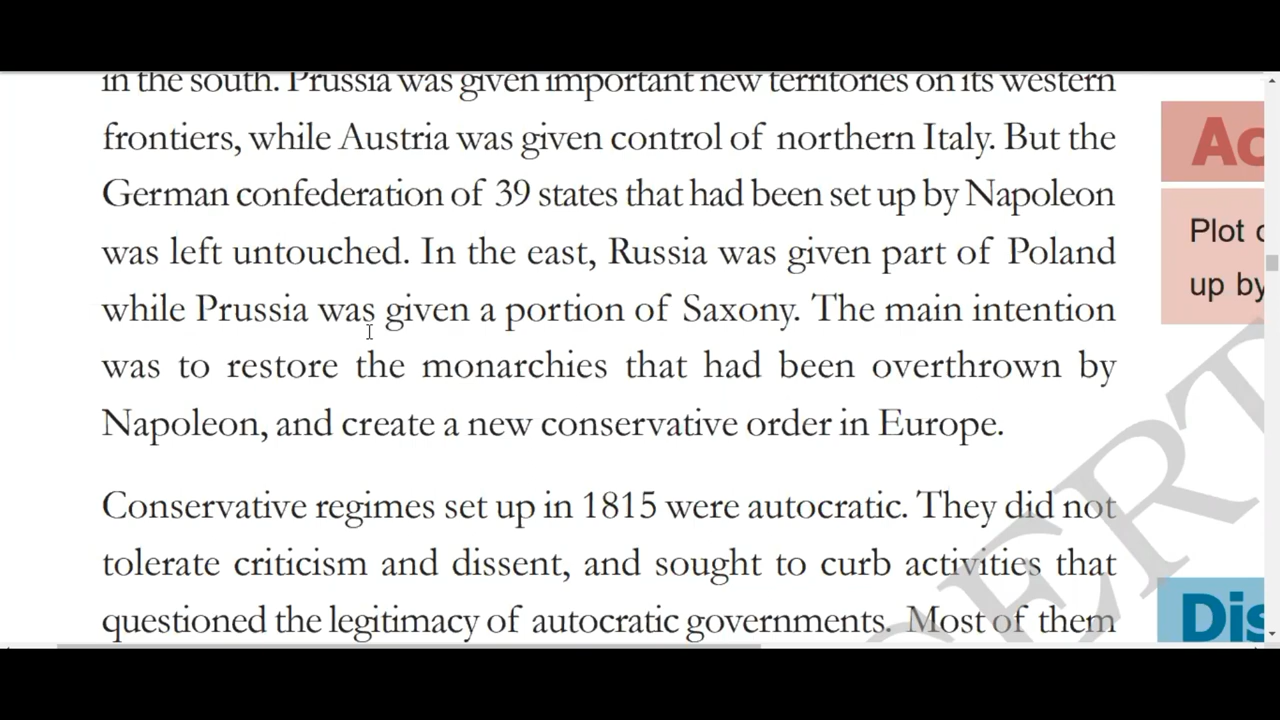 in the south. Prussia was given important new territories on its western
frontiers, while Austria was given control of northern Italy. But the
German confederation of 39 states that had been set up by Napoleon
was left untouched. In the east, Russia was given part of Poland
while Prussia was given a portion of Saxony. The main intention
was to restore the monarchies that had been overthrown by
Napoleon, and create a new conservative order in Europe.
Conservative regimes set up in 1815 were autocratic. They did not
tolerate criticism and dissent, and sought to curb activities that
questioned the legitimacy of autocratic governments. Most of them
Ac
Plot
up by
Dis
CERT